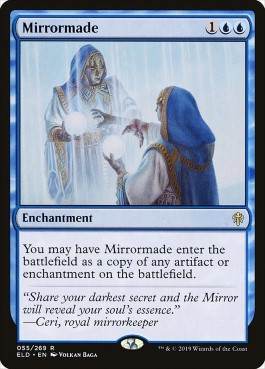 Mirrormade 1UU
Enchantment
You may have Mirrormade enter the
battlefield as a copy of any artifact or
enchantment on the battlefield.
“Share your darkest secret and the Mirror
will reveal your soul’s essence.”
—Ceri, royal mirrorkeeper
055/269 R
ELD • EN VOLKAN BAGA
™ & © 2019 Wizards of the Coast